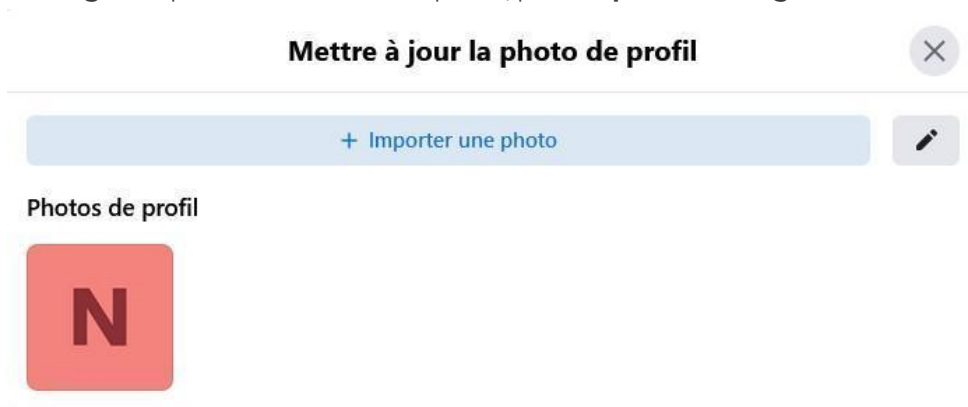 Mettre à jour la photo de profil
+ Importer une photo
Photos de profil
N